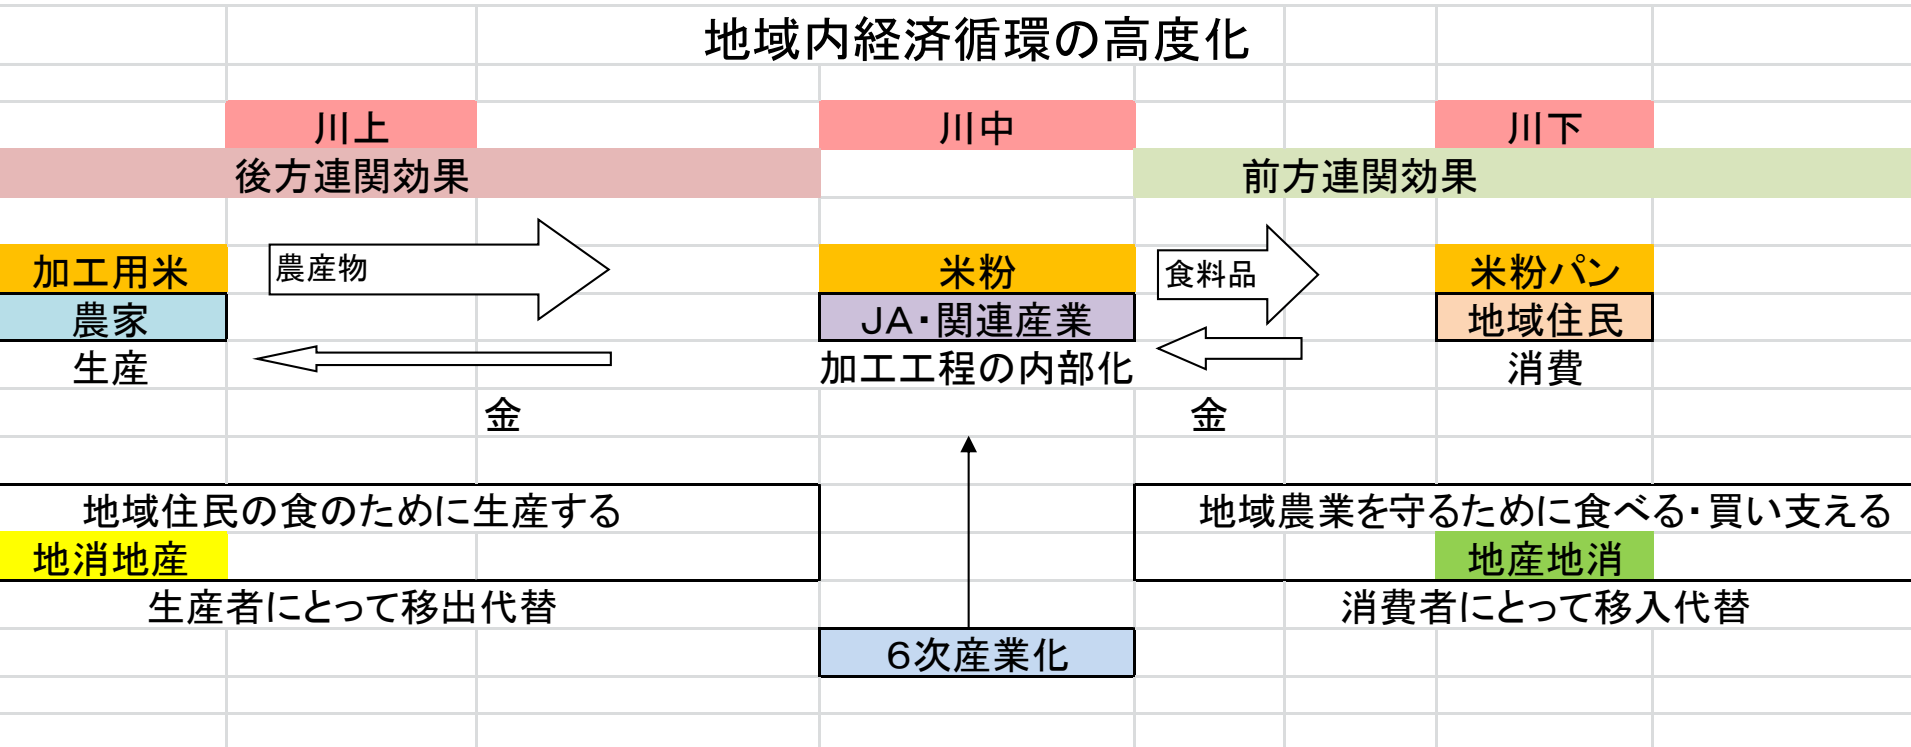 地域内経済循環の高度化
川上
川中
川下
後方連関効果
前方連関効果
加工用米
農産物
米粉
食料品
米粉パン
農家
JA・関連産業
地域住民
生産
加工工程の内部化
消費
金
金
地域住民の食のために生産する
地域農業を守るために食べる・買い支える
地消地産
地産地消
生産者にとって移出代替
消費者にとって移入代替
6次産業化